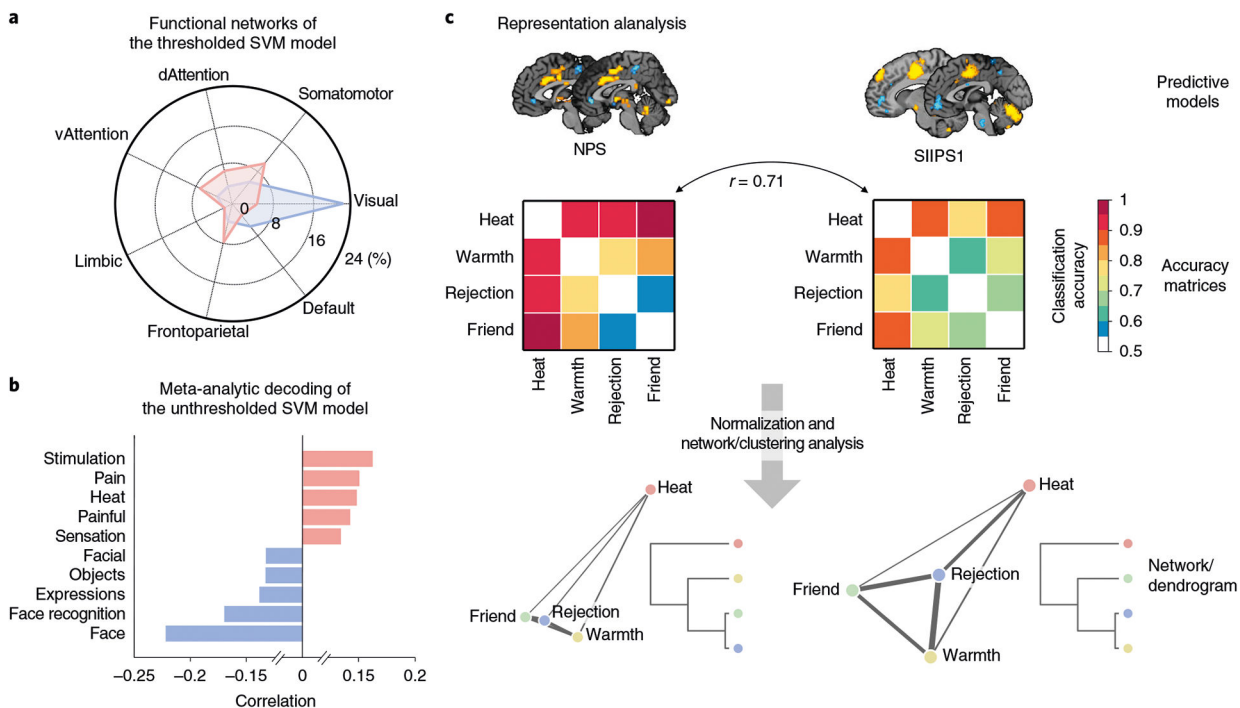 a
Functional networks of
the thresholded SVM model
dAttention
Somatomotor
vAttention
Visual
0
8
16
24 (%)
Limbic
Default
Frontoparietal
b
Meta-analytic decoding of
the unthresholded SVM model
Stimulation
Pain
Heat
Painful
Sensation
Facial
Objects
Expressions
Face recognition
Face
−0.25
−0.2
−0.15
0
0.15
0.2
Correlation
c
Representation alanalysis
NPS
SIIPS1
Predictive
models
r = 0.71
Heat
Warmth
Rejection
Friend
Heat
Warmth
Rejection
Friend
Heat
Warmth
Rejection
Friend
Heat
Warmth
Rejection
Friend
1
0.9
0.8
0.7
0.6
0.5
Classification
accuracy
Accuracy
matrices
Normalization and
network/clustering analysis
Heat
Friend
Rejection
Warmth
Heat
Friend
Rejection
Warmth
Network/
dendrogram